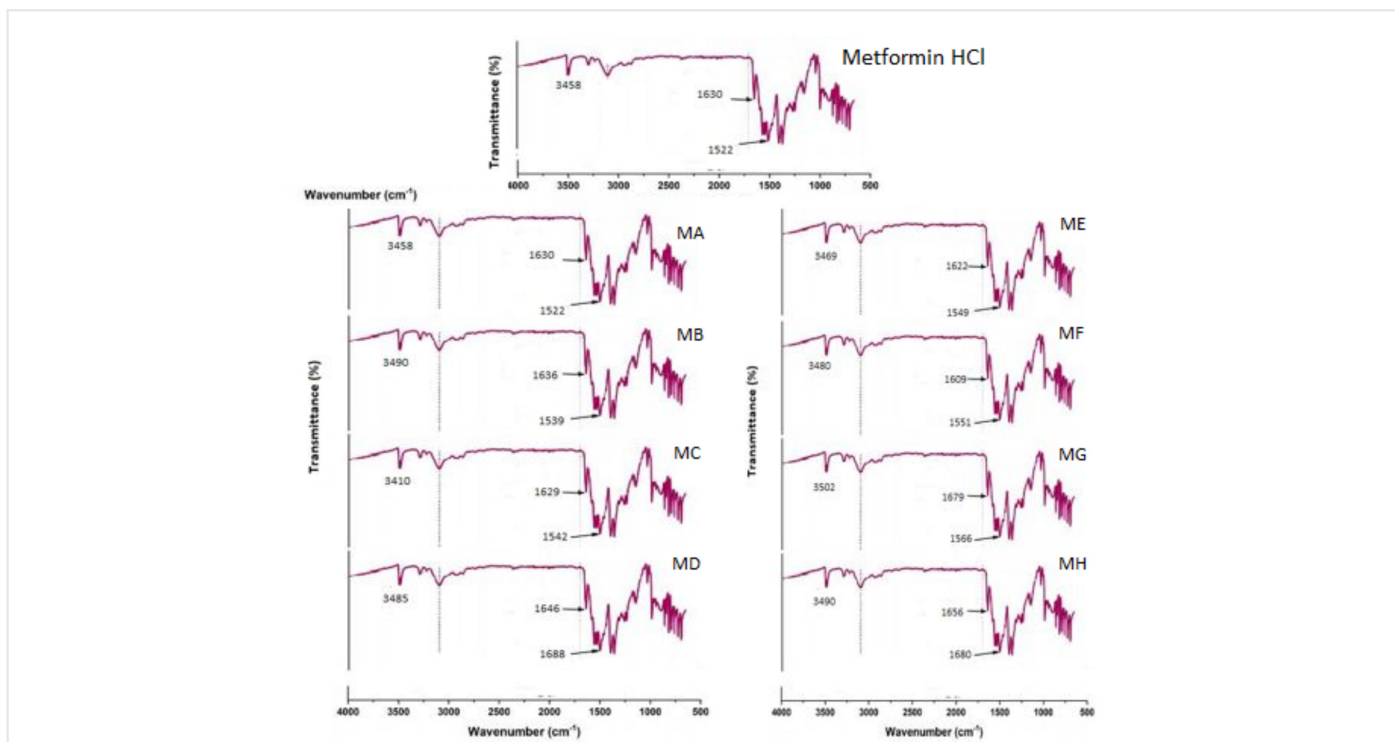 Metformin HCl
Transmittance (%)
3458
1630
1522
4000 3500 3000 2500 2000 1500 1000 500
Wavenumber (cm-1)
MA
3458
1630
1522
MB
3490
1636
1539
MC
3410
1629
1542
MD
3485
1646
1688
Transmittance (%)
4000 3500 3000 2500 2000 1500 1000 500
Wavenumber (cm-1)
ME
3469
1622
1549
MF
3480
1609
1551
MG
3502
1679
1566
MH
3490
1656
1680
Transmittance (%)
4000 3500 3000 2500 2000 1500 1000 500
Wavenumber (cm-1)